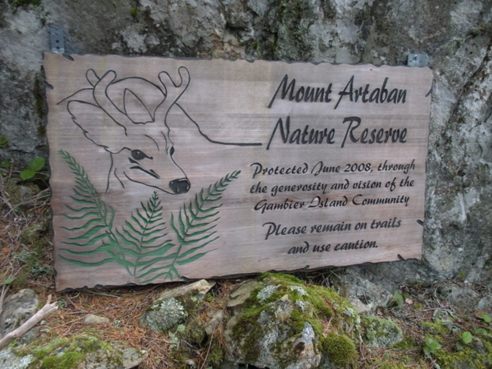 Mount Artaban
Nature Reserve
Protected June 2008, through
the generosity and vision of the
Gambier Island Community
Please remain on trails
and use caution.